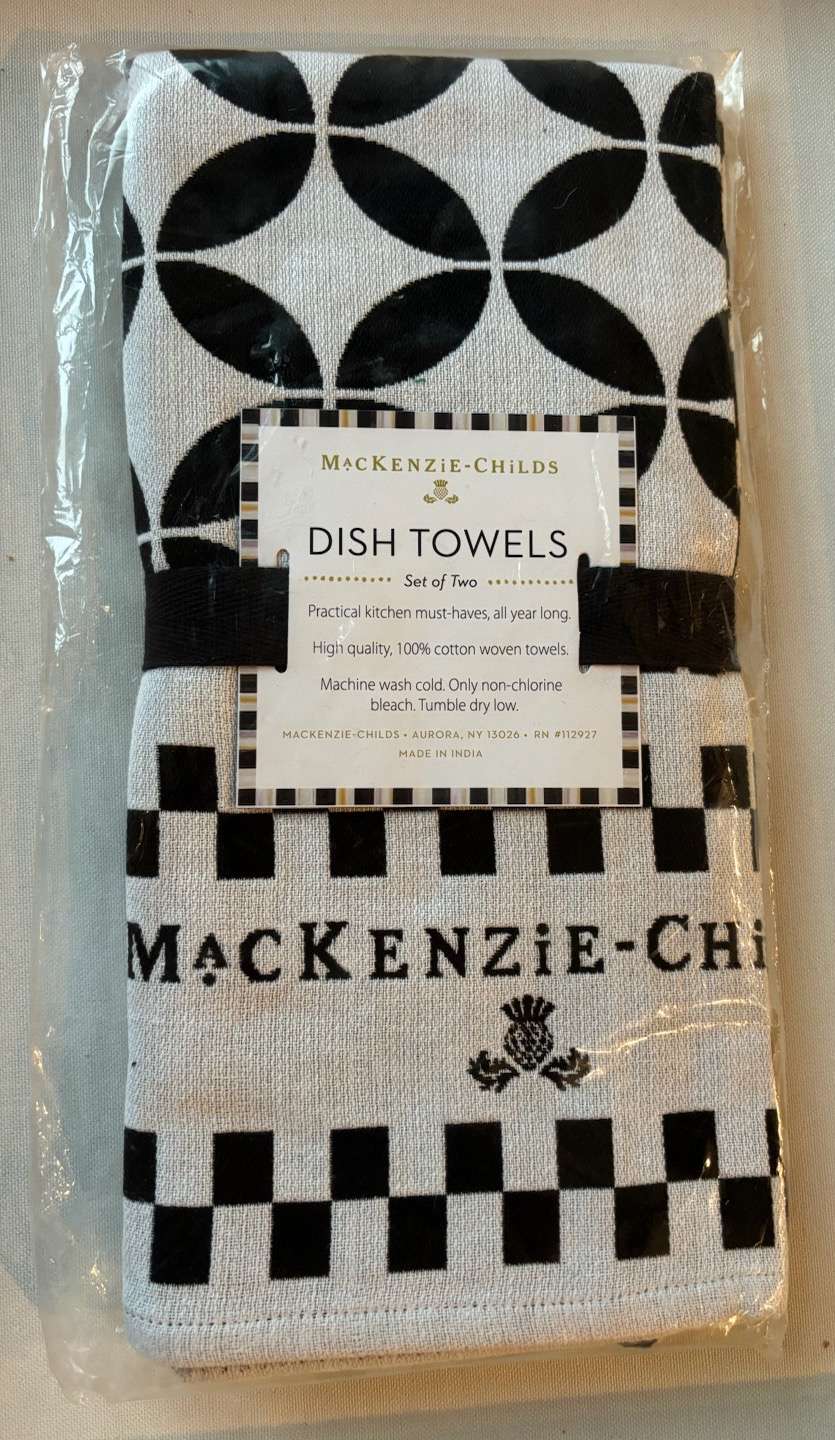 MACKENZiE-CHiLDS
DISH TOWELS
Set of Two
Practical kitchen must-haves, all year long.
High quality, 100% cotton woven towels.
Machine wash cold. Only non-chlorine
bleach. Tumble dry low.
MACKENZIE-CHILDS • AURORA, NY 13026 • RN #112927
MADE IN INDIA
MACKENZiE-CHi